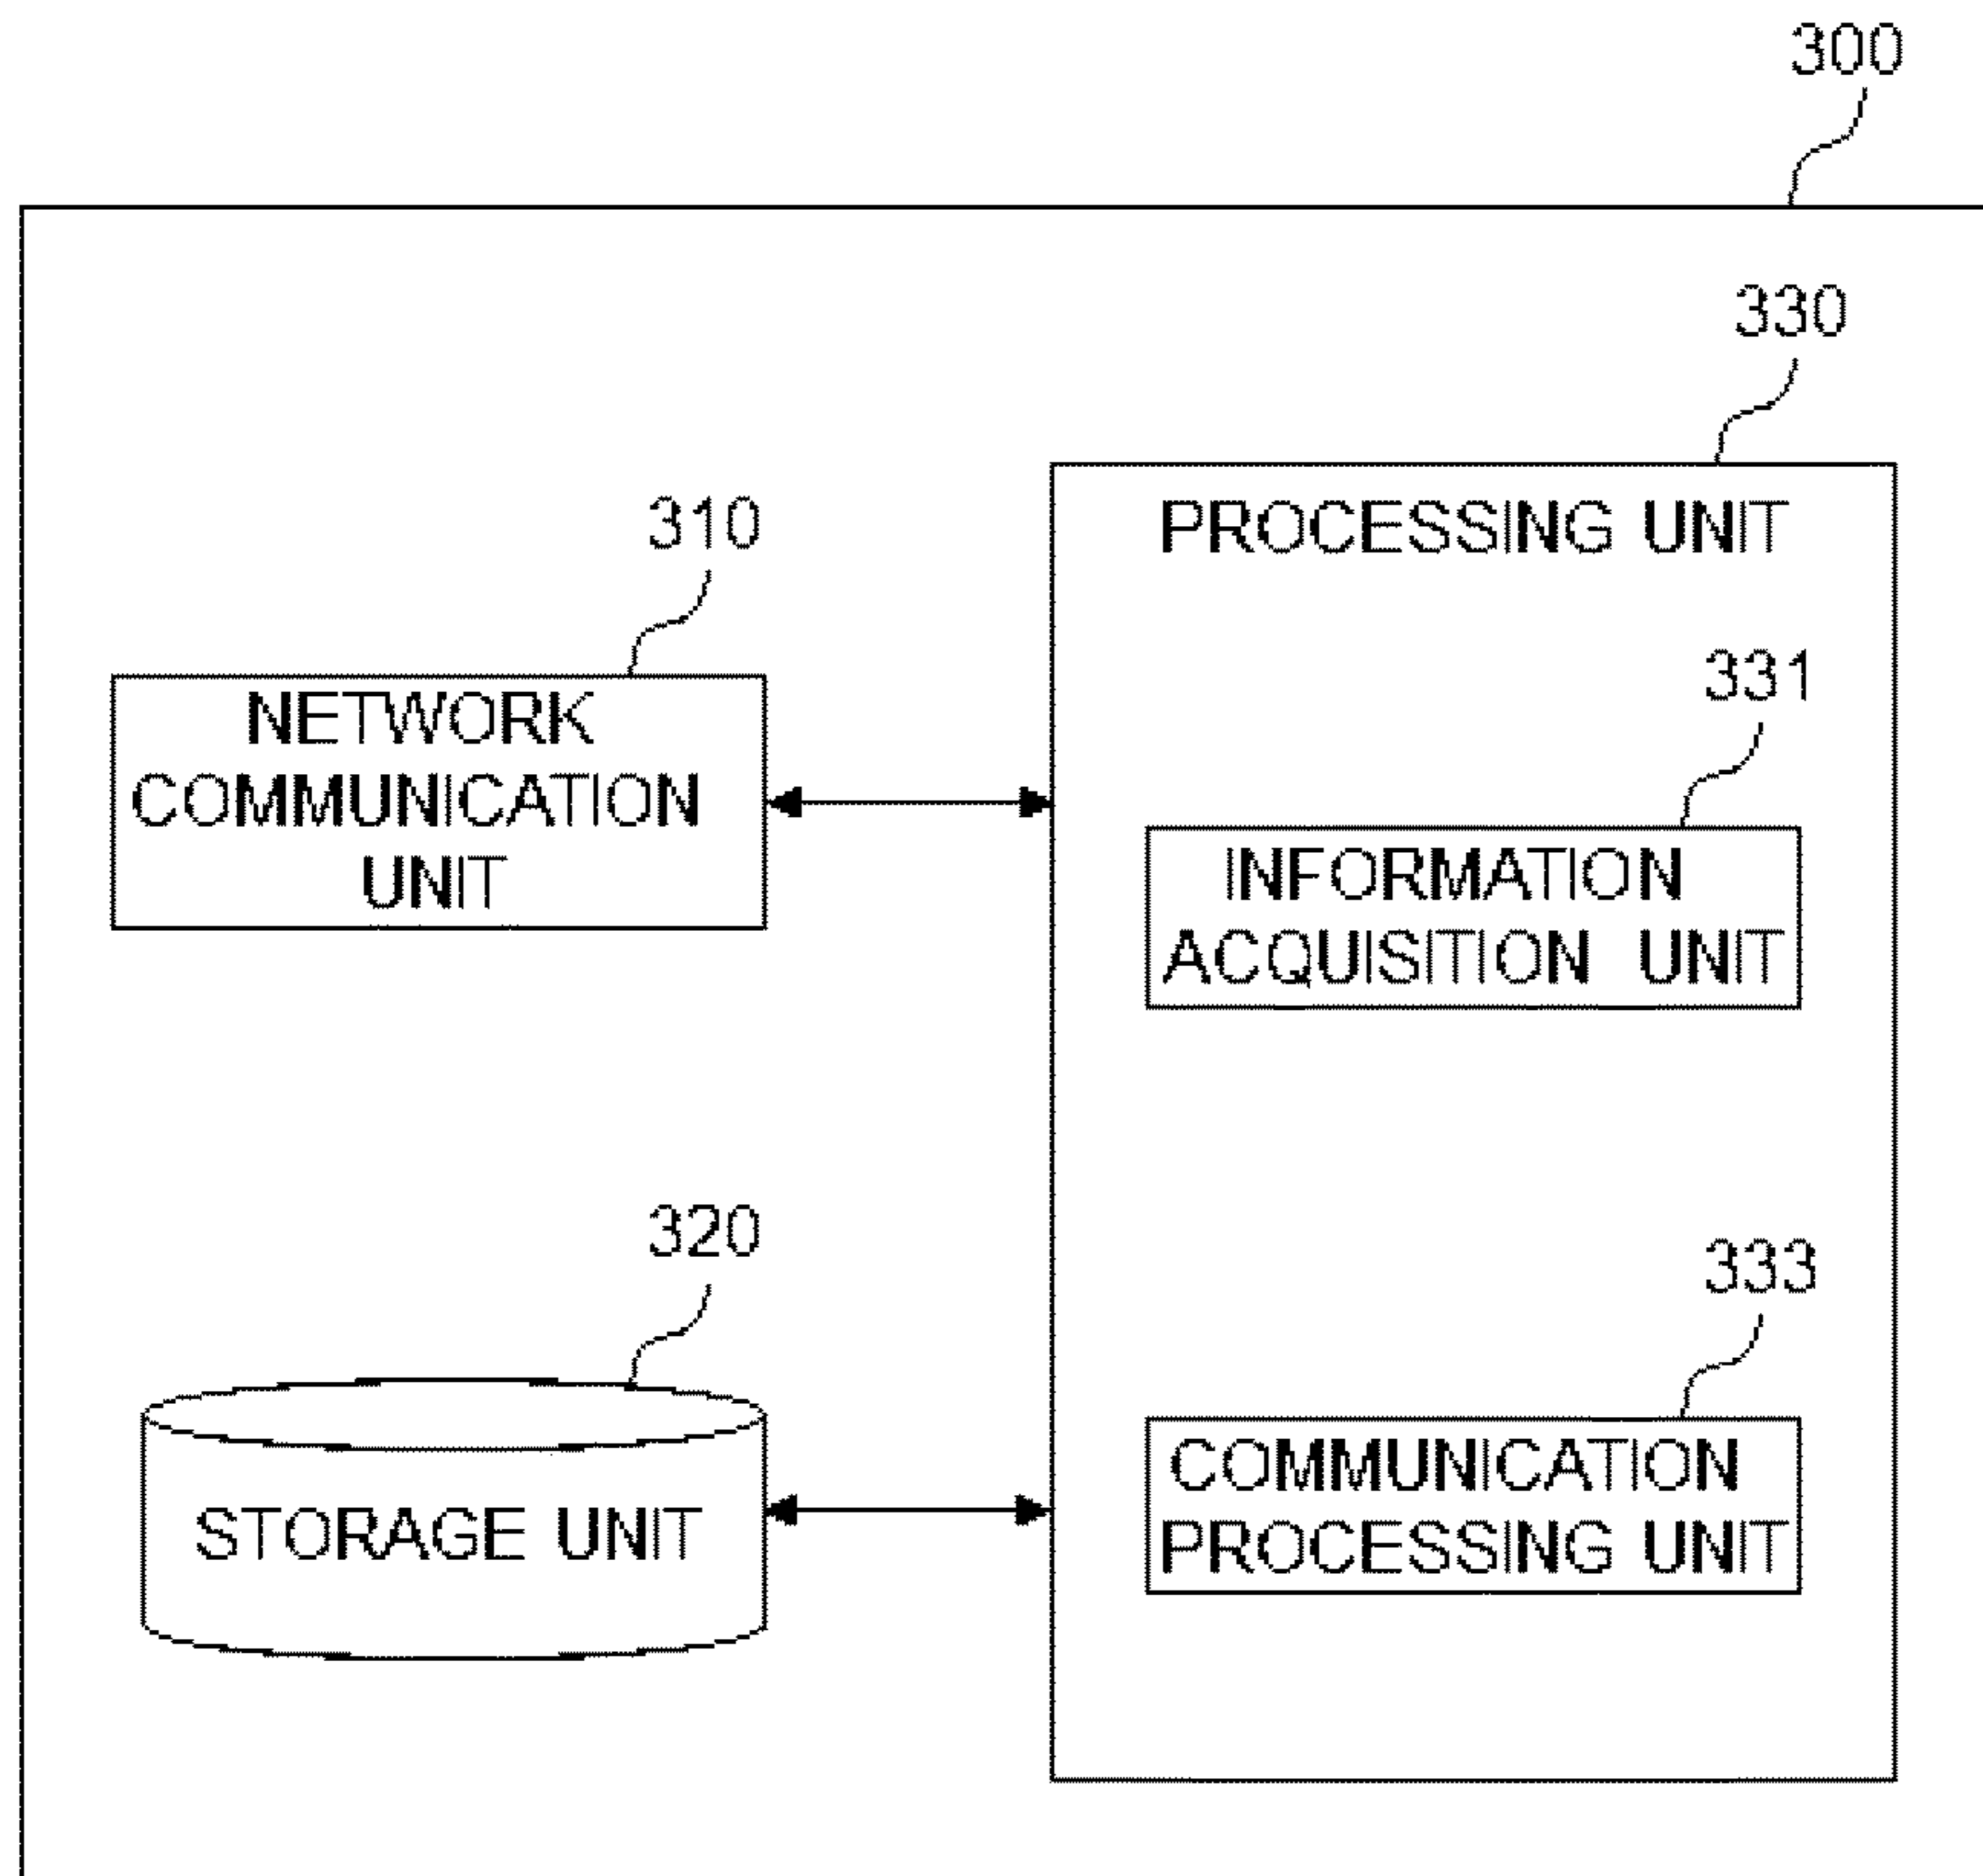 300
330
PROCESSING UNIT
310
NETWORK
COMMUNICATION
UNIT
331
INFORMATION
ACQUISITION UNIT
320
STORAGE UNIT
333
COMMUNICATION
PROCESSING UNIT